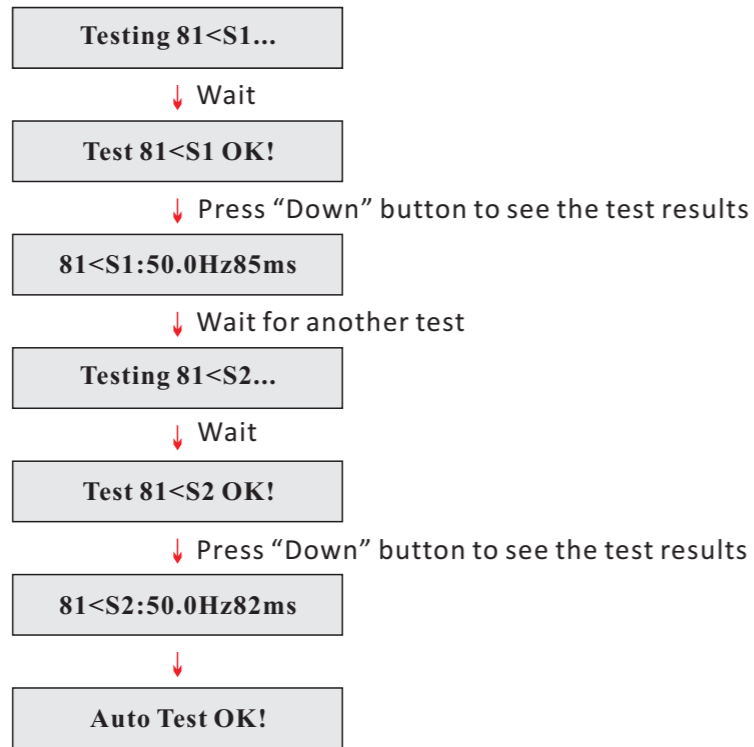 Testing 81<S1...
Wait
Test 81<S1 OK!
Press “Down” button to see the test results
81<S1:50.0Hz85ms
Wait for another test
Testing 81<S2...
Wait
Test 81<S2 OK!
Press “Down” button to see the test results
81<S2:50.0Hz82ms
Auto Test OK!